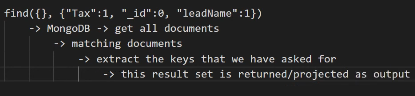 find({}, {"Tax":1, "_id":0, "leadName":1})
-> MongoDB -> get all documents
-> matching documents
-> extract the keys that we have asked for
-> this result set is returned/projected as output